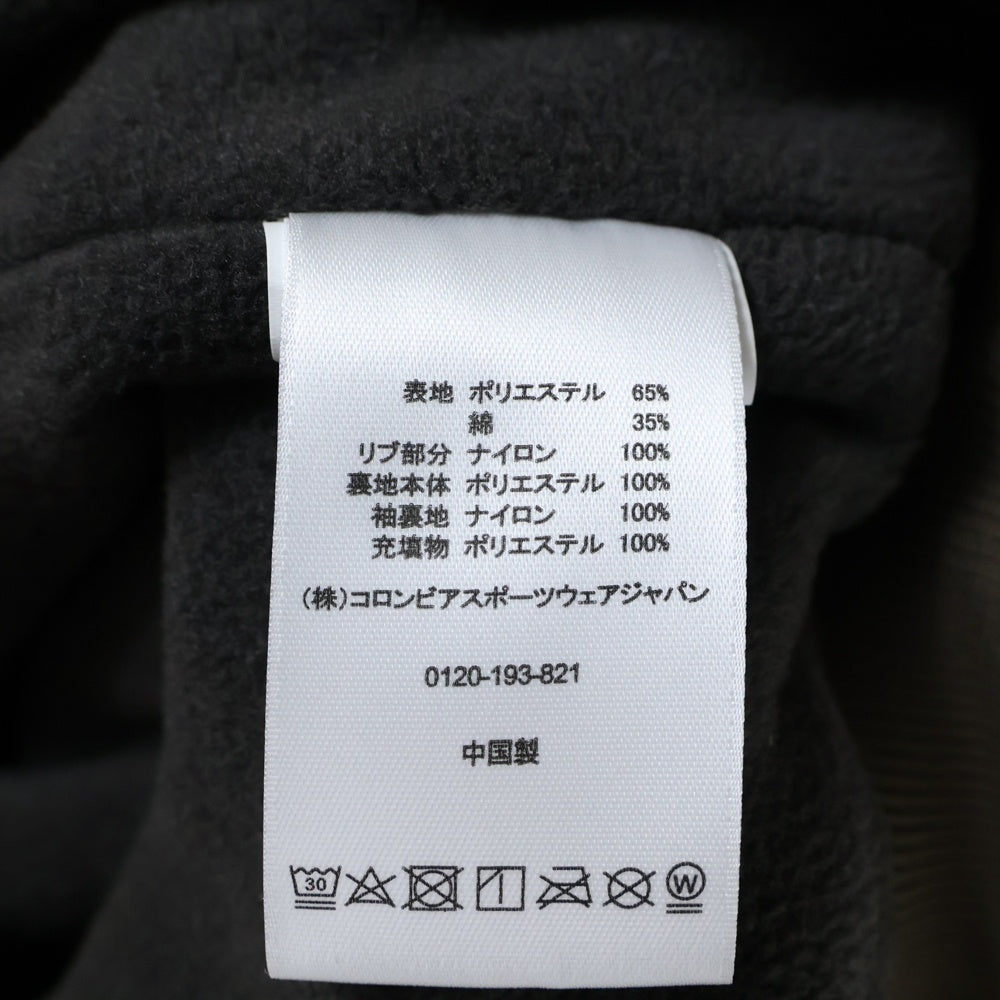 表地 ポリエステル 65%
綿 35%
リブ部分 ナイロン 100%
裏地本体 ポリエステル 100%
袖裏地 ナイロン 100%
充填物 ポリエステル 100%
(株)コロンビアスポーツウェアジャパン
0120-193-821
中国製
30 W